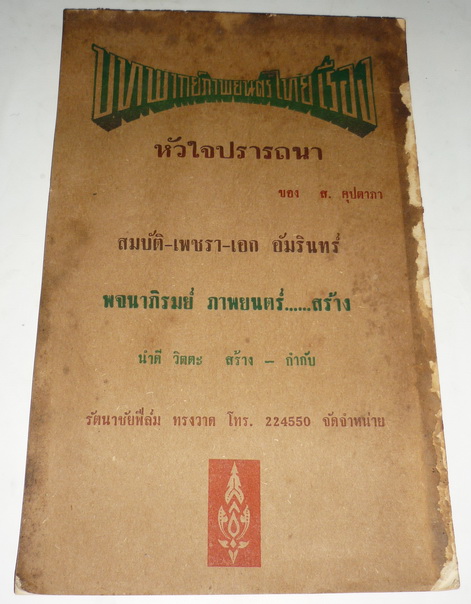 บทพากย์ภาพยนตร์ไทยเรื่อง
หัวใจปรารถนา
ของ ส. คุปตาภา
สมบัติ-เพชรา-เอก อัมรินทร์
พจนาภิรมย์ ภาพยนตร์......สร้าง
นำดี วิตตะ สร้าง - กำกับ
รัตนาชัยฟีล์ม ทรงวาด โทร. 224550 จัดจำหน่าย